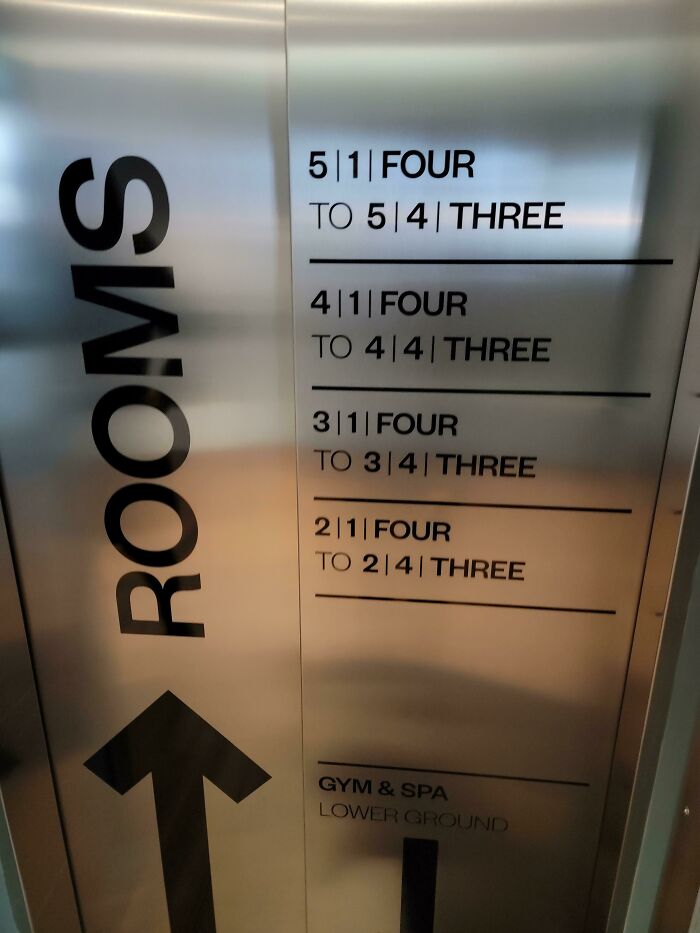 ROOMS
5|1|FOUR
TO 5|4|THREE
4|1|FOUR
TO 4|4|THREE
3|1|FOUR
TO 3|4|THREE
2|1|FOUR
TO 2|4|THREE
GYM & SPA
LOWER GROUND